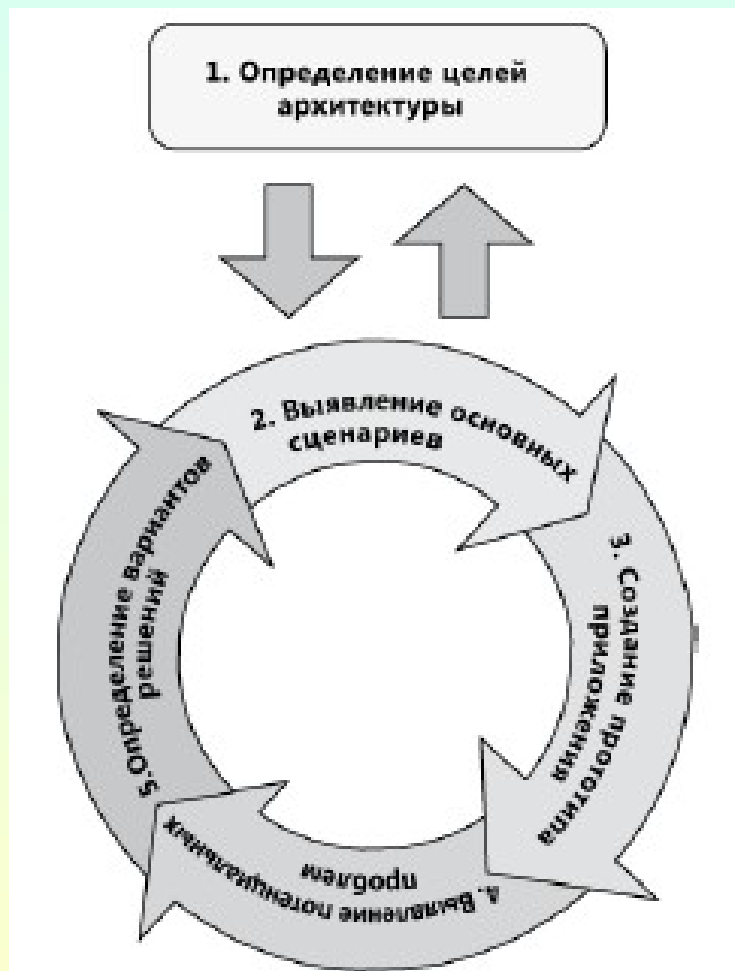 1. Определение целей
архитектуры
2. Выявление основных
сценариев
3. Создание прототипа
приложения
4. Выявление потенциальных
проблем
5.Определение вариантов
решений